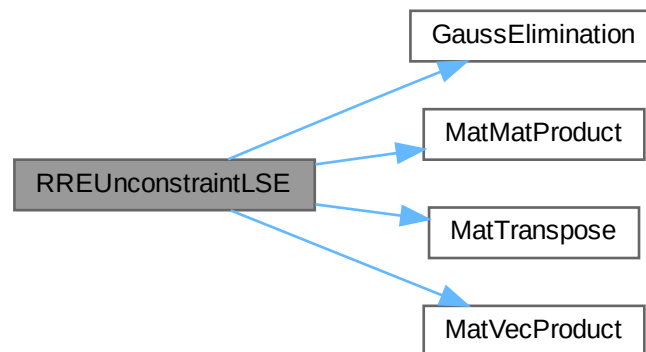 GaussElimination
MatMatProduct
RREUnconstraintLSE
MatTranspose
MatVecProduct